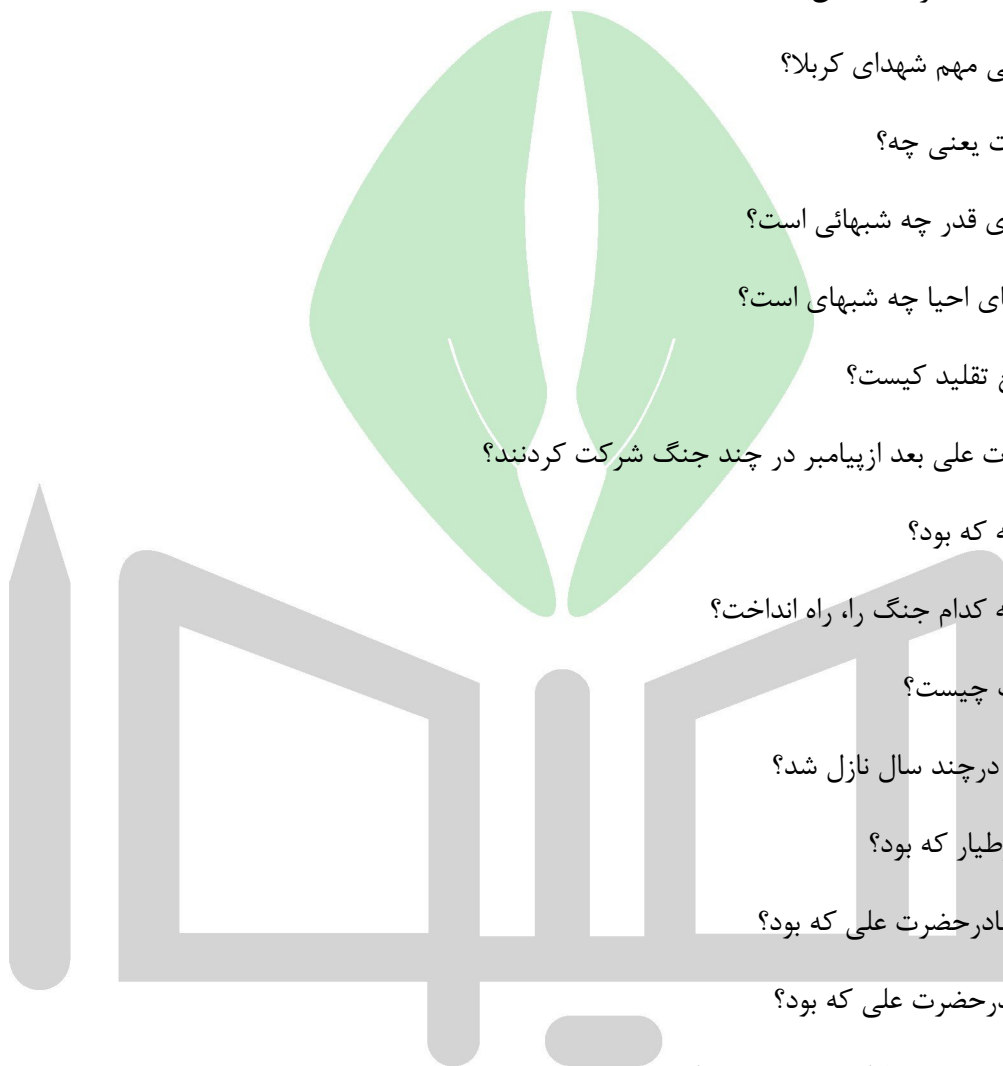 مهم شهدای کربلا؟
یعنی چه؟
قدر چه شبهائی است؟
احیا چه شبهای است؟
تقلید کیست؟
علی بعد ازپیامبر در چند جنگ شرکت کردنند؟
که بود؟
کدام جنگ را، راه انداخت؟
چیست؟
درچند سال نازل شد؟
طیار که بود؟
مادرحضرت علی که بود؟
درحضرت علی که بود؟